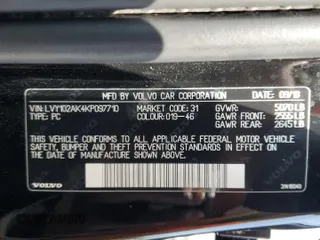 MFD BY VOLVO CAR CORPORATION DATE: 09/18
VIN: LVY102AK4KP097710 MARKET CODE: 31 GVWR: 5070 LB
TYPE: PC COLOUR: 019-46 GAWR FRONT: 2555 LB
GAWR REAR: 2645 LB
THIS VEHICLE CONFORMS TO ALL APPLICABLE FEDERAL MOTOR VEHICLE
SAFETY, BUMPER AND THEFT PREVENTION STANDARDS IN EFFECT ON THE
DATE OF MANUFACTURE SHOWN ABOVE.
VOLVO